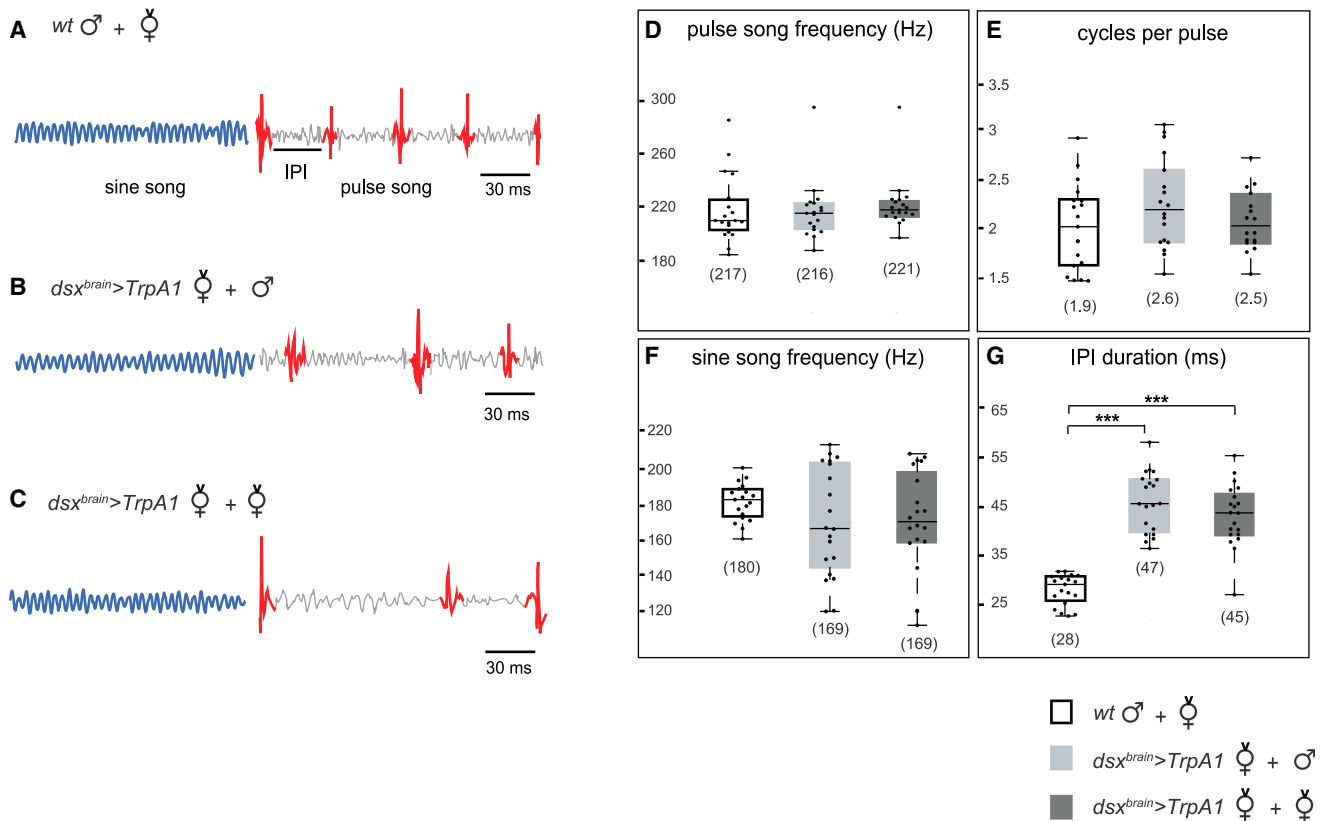 A wt ♂ + ⚥
sine song
IPI
pulse song
30 ms
B dsxbrain>TrpA1 ⚥ + ♂
30 ms
C dsxbrain>TrpA1 ⚥ + ⚥
30 ms
D pulse song frequency (Hz)
300
260
220
180
(217) (216) (221)
E cycles per pulse
3.5
3
2.5
2
1.5
(1.9) (2.6) (2.5)
F sine song frequency (Hz)
220
200
180
160
140
120
(180) (169) (169)
G IPI duration (ms)
65
55
45
35
25
***
***
(28) (47) (45)
wt ♂ + ⚥
dsxbrain>TrpA1 ⚥ + ♂
dsxbrain>TrpA1 ⚥ + ⚥